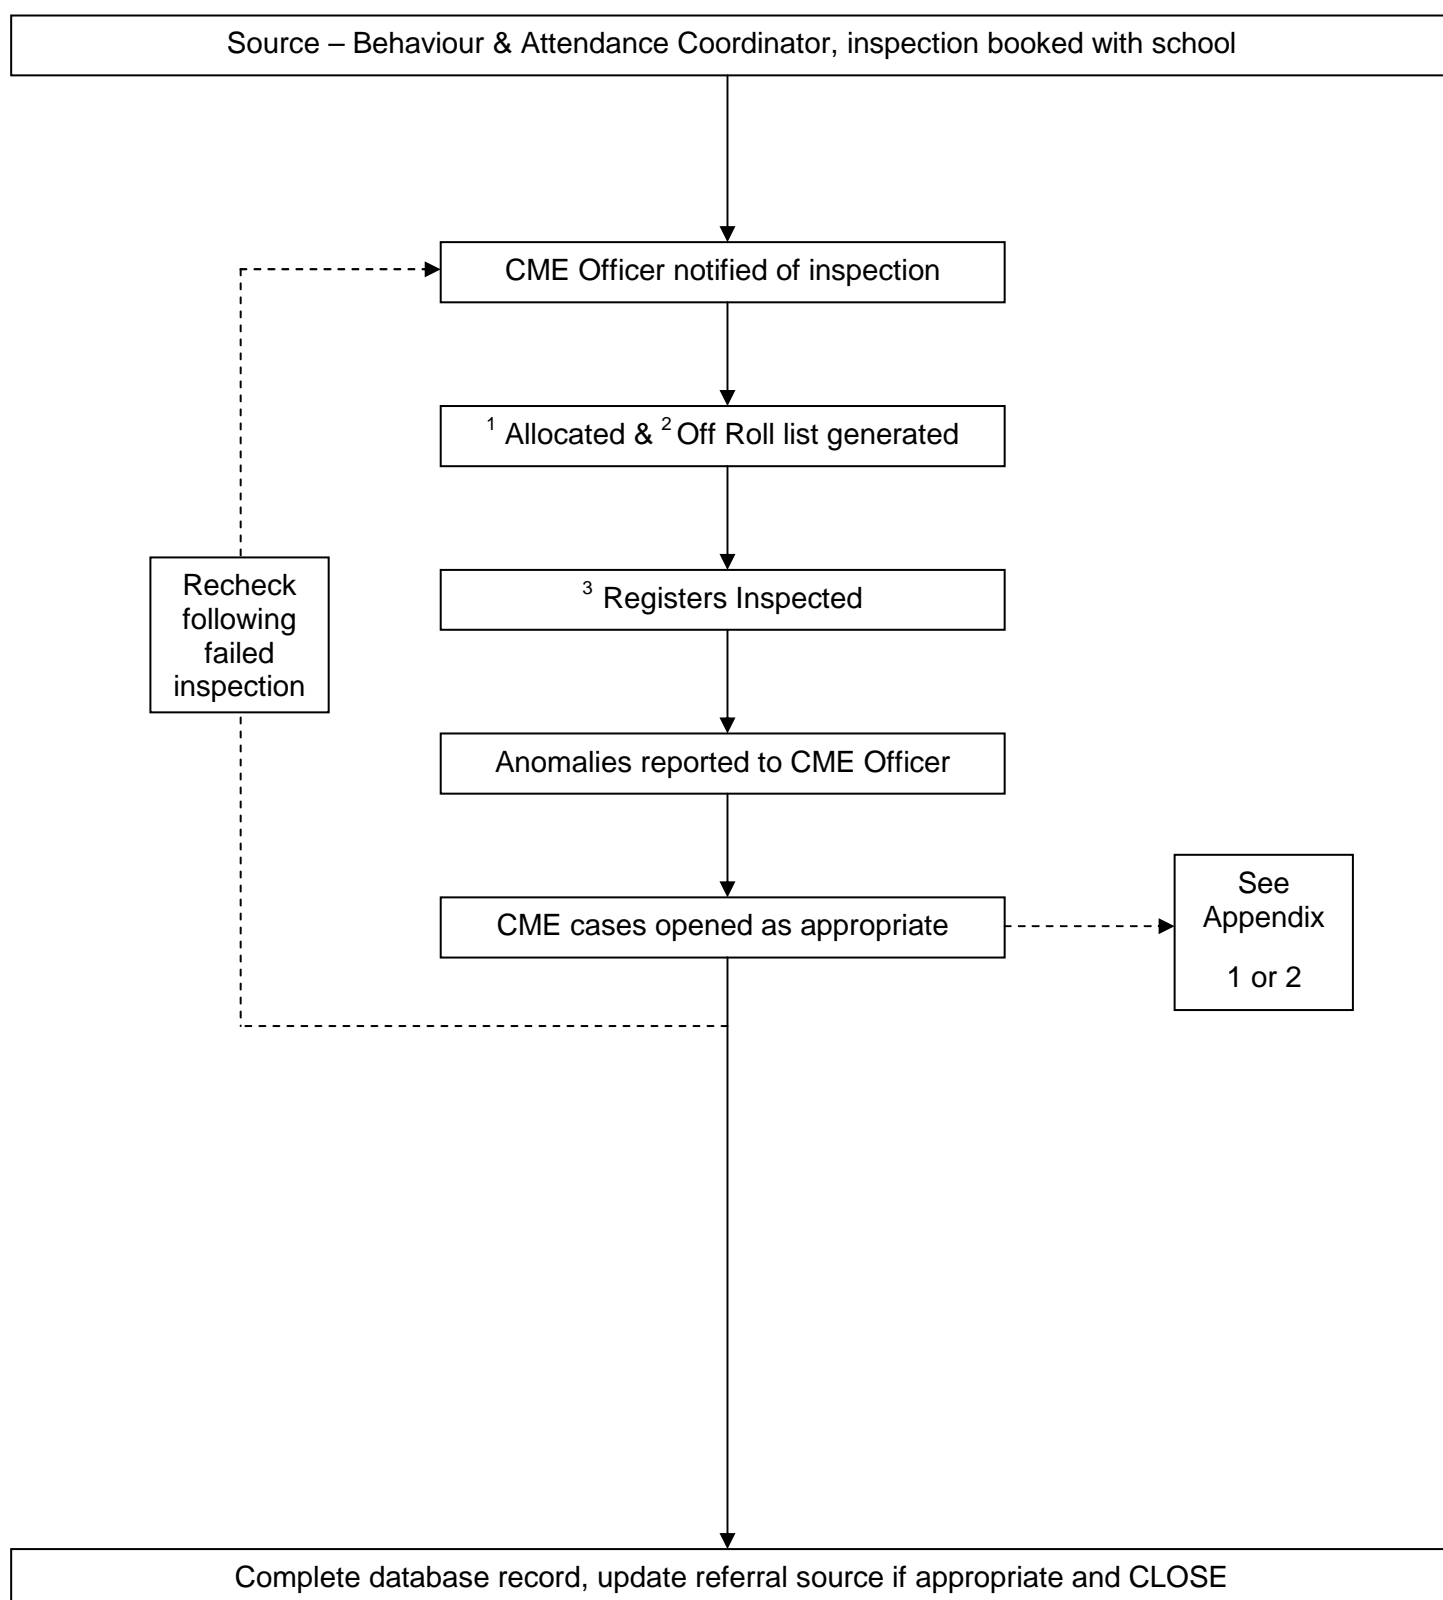 Source – Behaviour & Attendance Coordinator, inspection booked with school
CME Officer notified of inspection
1 Allocated & 2 Off Roll list generated
Recheck
following
failed
inspection
3 Registers Inspected
Anomalies reported to CME Officer
CME cases opened as appropriate
See
Appendix
1 or 2
Complete database record, update referral source if appropriate and CLOSE